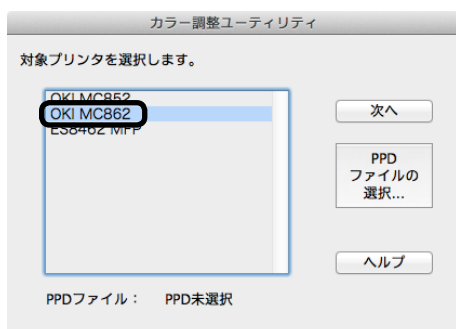 カラー調整ユーティリティ
対象プリンタを選択します。
OKI MC852
OKI MC862
ES8462 MFP
次へ
PPD
ファイルの
選択...
ヘルプ
PPDファイル： PPD未選択